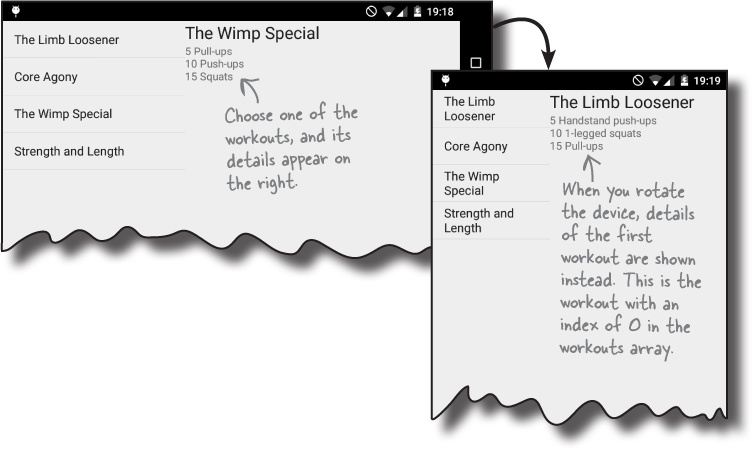 19:18
The Limb Loosener
Core Agony
The Wimp Special
Strength and Length
The Wimp Special
5 Pull-ups
10 Push-ups
15 Squats
Choose one of the
workouts, and its
details appear on
the right.
19:19
The Limb
Loosener
Core Agony
The Wimp
Special
Strength and
Length
The Limb Loosener
5 Handstand push-ups
10 1-legged squats
15 Pull-ups
When you rotate
the device, details
of the first
workout are shown
instead. This is the
workout with an
index of 0 in the
workouts array.